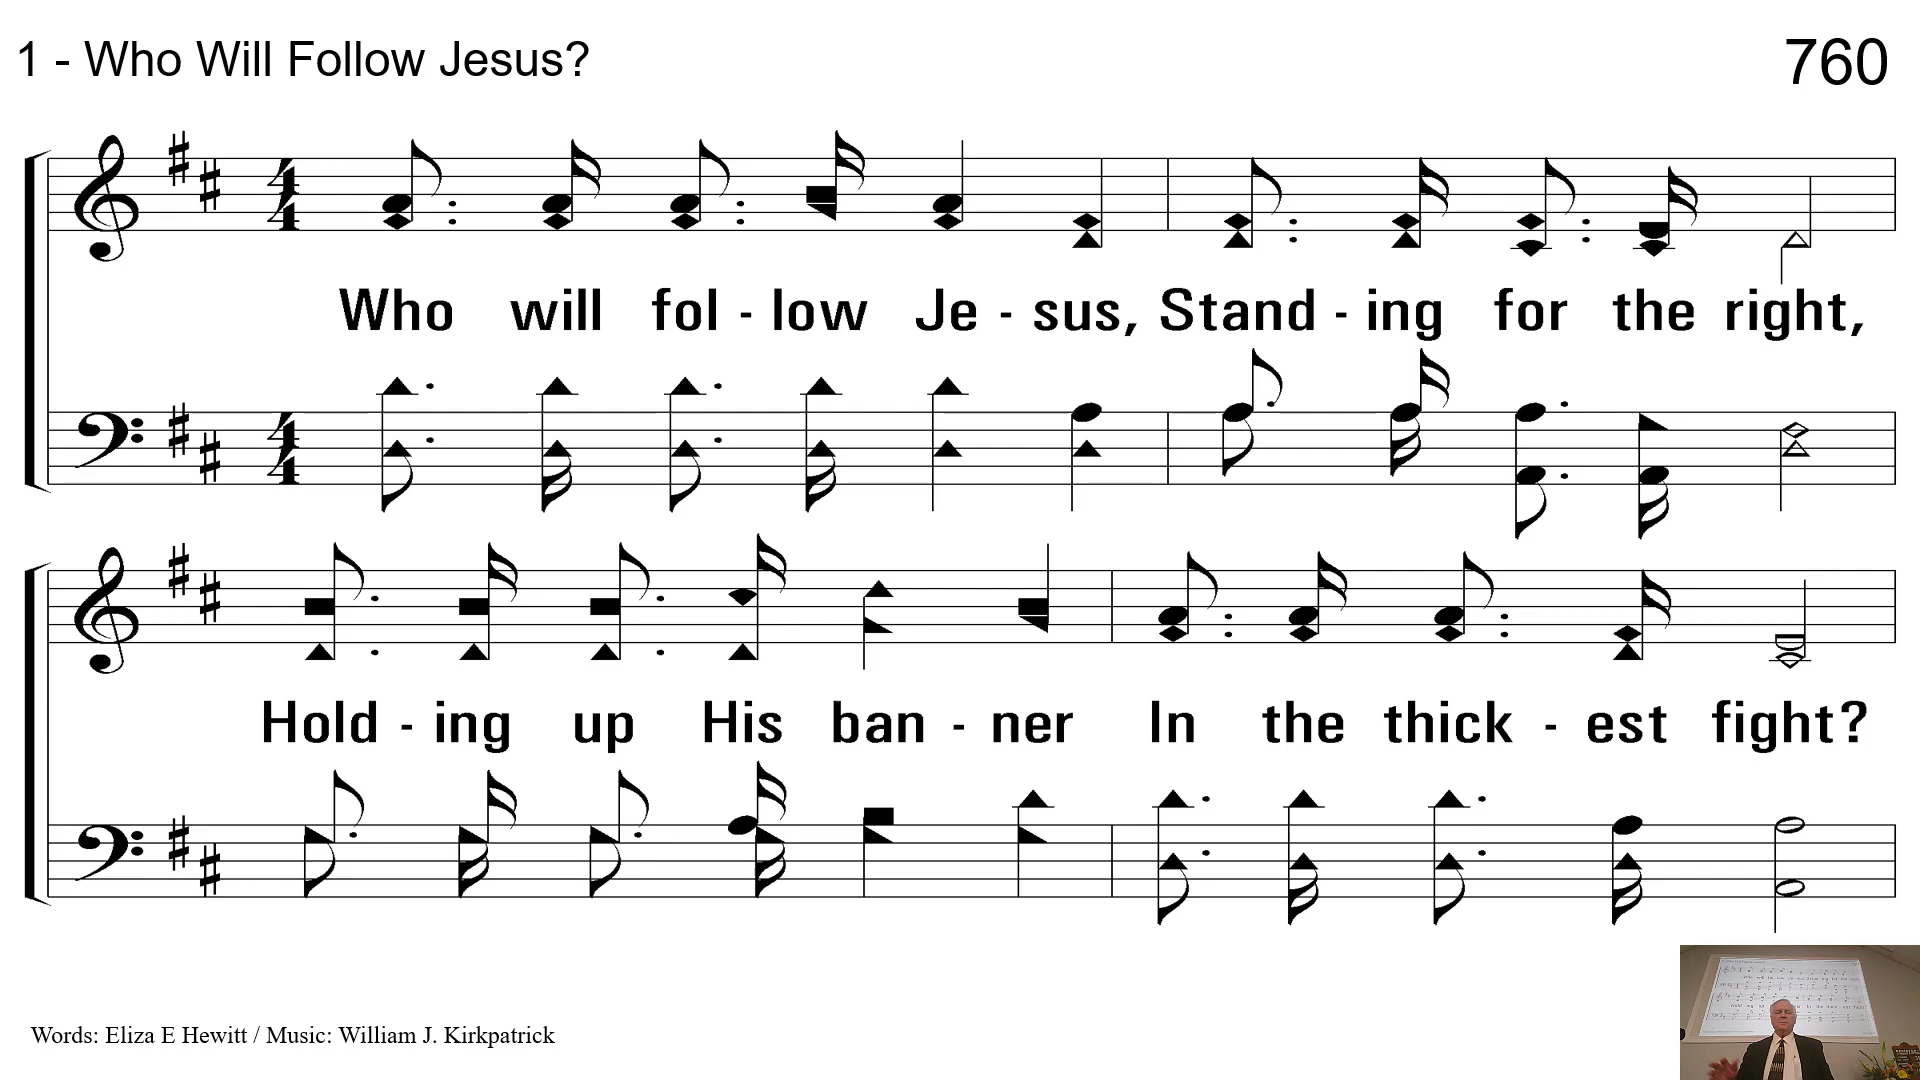 1 - Who Will Follow Jesus?
760
Who will fol - low Je - sus, Stand - ing for the right,
Hold - ing up His ban - ner In the thick - est fight?
Words: Eliza E Hewitt / Music: William J. Kirkpatrick